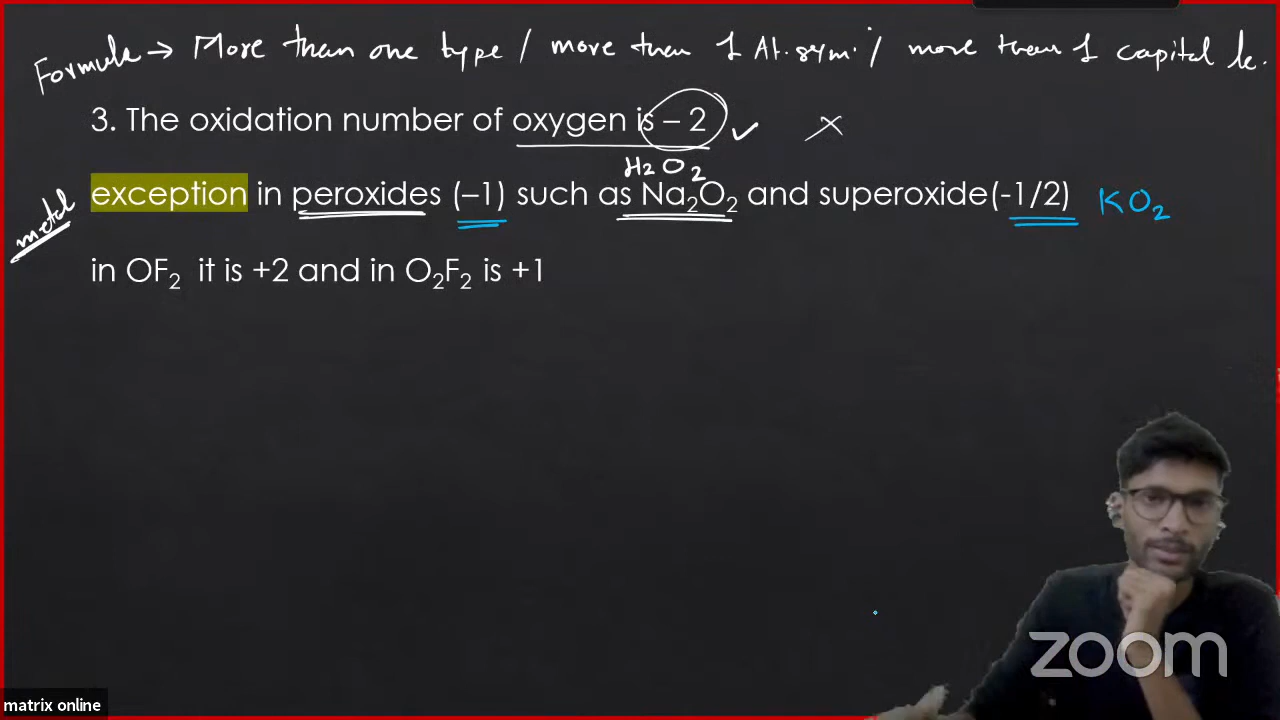 Formula → More than one type / more than 1 At. sym. / more than 1 capital le.
3. The oxidation number of oxygen is – 2 ✓ ×
H₂O₂
exception in peroxides (–1) such as Na₂O₂ and superoxide(-1/2) KO₂
metal
in OF₂ it is +2 and in O₂F₂ is +1
zoom
matrix online